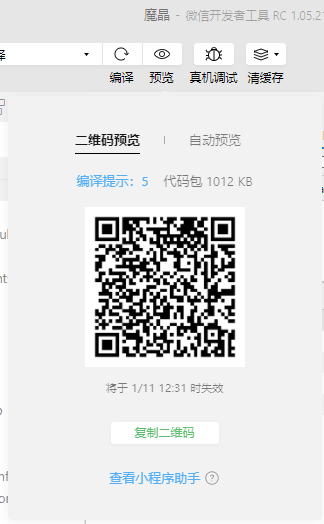 魔晶 - 微信开发者工具 RC 1.05.21
译
编译 预览 真机调试 清缓存
二维码预览 自动预览
编译提示：5 代码包 1012 KB
将于 1/11 12:31 时失效
复制二维码
查看小程序助手 ?